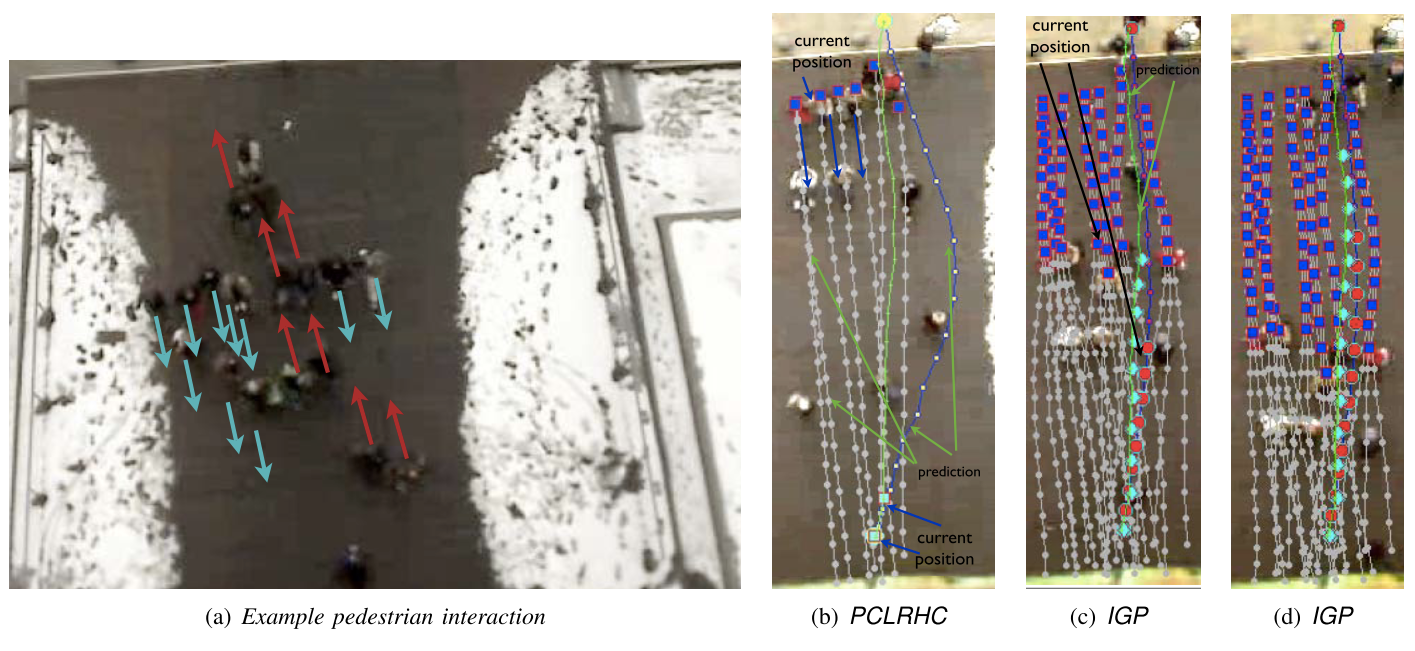 current
position
prediction
current
position
current
position
prediction
(a) Example pedestrian interaction
(b) PCLRHC
(c) IGP
(d) IGP